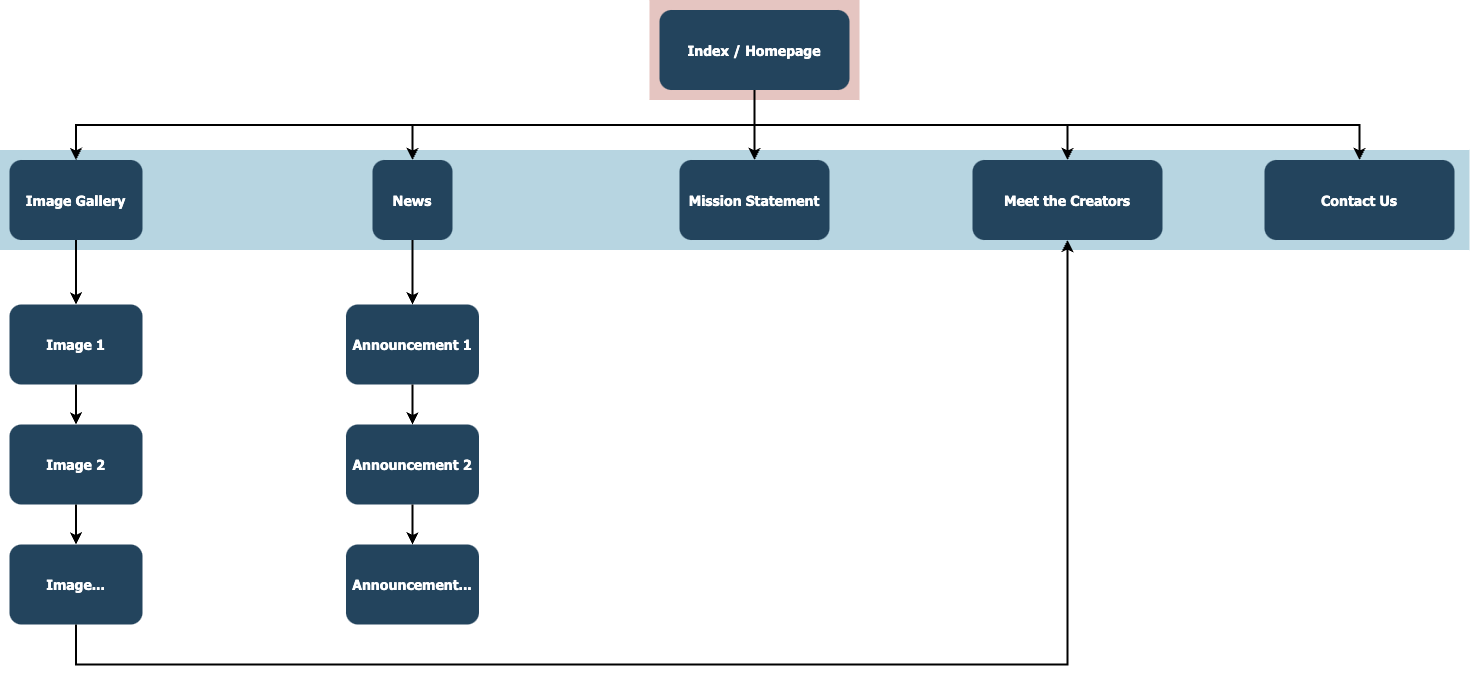 Index / Homepage
Image Gallery
News
Mission Statement
Meet the Creators
Contact Us
Image 1
Announcement 1
Image 2
Announcement 2
Image...
Announcement...